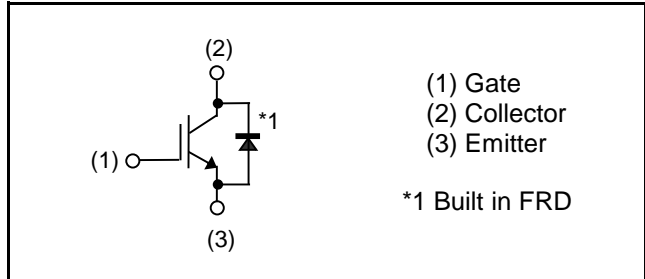 (2)
*1
(1)
(3)
(1) Gate
(2) Collector
(3) Emitter
*1 Built in FRD